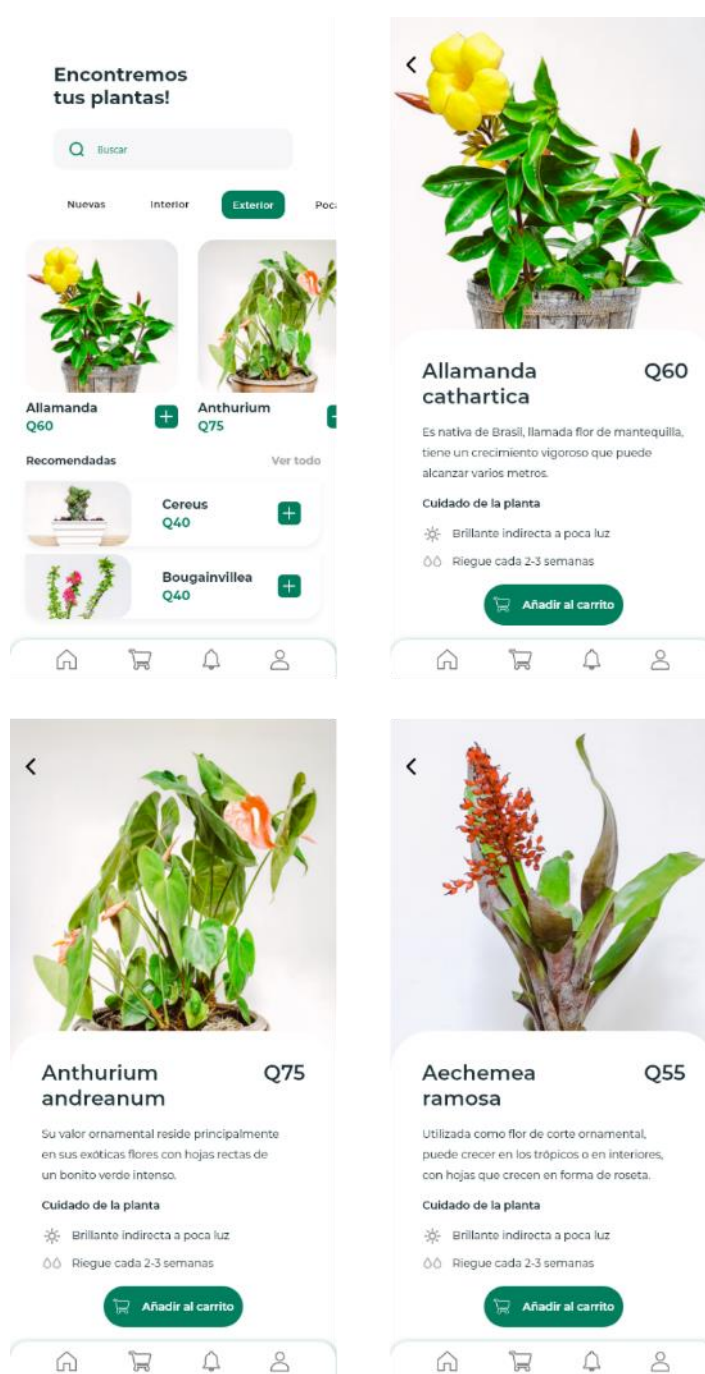 Encontremos
tus plantas!
Buscar
Nuevas Interior Exterior Poca
Allamanda
Q60
Anthurium
Q75
Recomendadas Ver todo
Cereus
Q40
Bougainvillea
Q40
Allamanda Q60
cathartica
Es nativa de Brasil, llamada flor de mantequilla,
tiene un crecimiento vigoroso que puede
alcanzar varios metros.
Cuidado de la planta
Brillante indirecta a poca luz
Riegue cada 2-3 semanas
Añadir al carrito
Anthurium Q75
andreanum
Su valor ornamental reside principalmente
en sus exóticas flores con hojas rectas de
un bonito verde intenso.
Cuidado de la planta
Brillante indirecta a poca luz
Riegue cada 2-3 semanas
Añadir al carrito
Aechemea Q55
ramosa
Utilizada como flor de corte ornamental,
puede crecer en los trópicos o en interiores,
con hojas que crecen en forma de roseta.
Cuidado de la planta
Brillante indirecta a poca luz
Riegue cada 2-3 semanas
Añadir al carrito